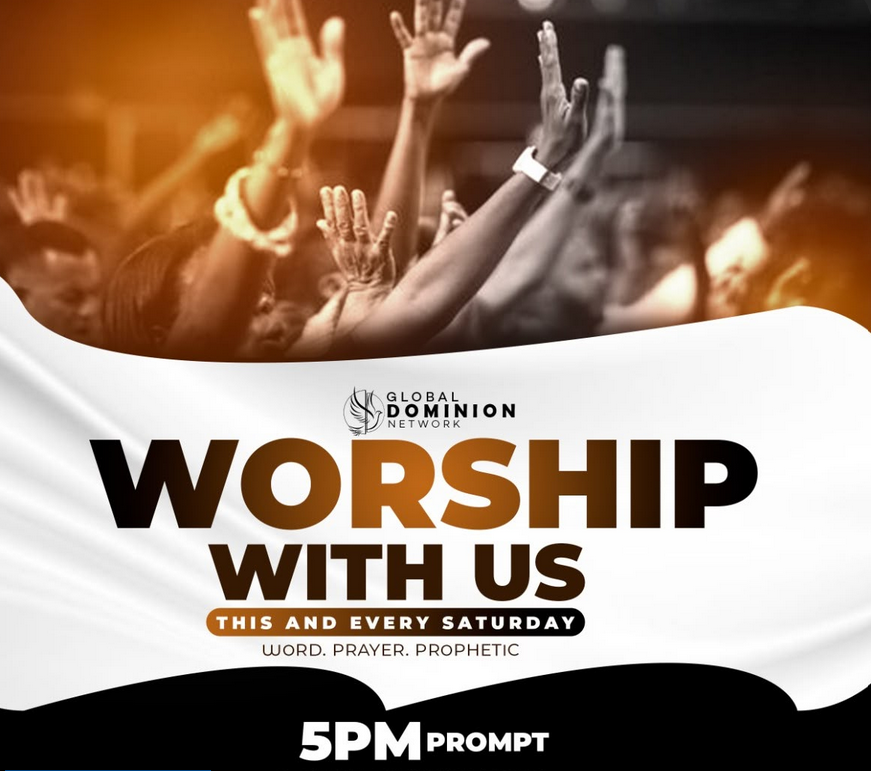 GLOBAL
DOMINION
NETWORK
WORSHIP
WITH US
THIS AND EVERY SATURDAY
WORD. PRAYER. PROPHETIC
5PM PROMPT